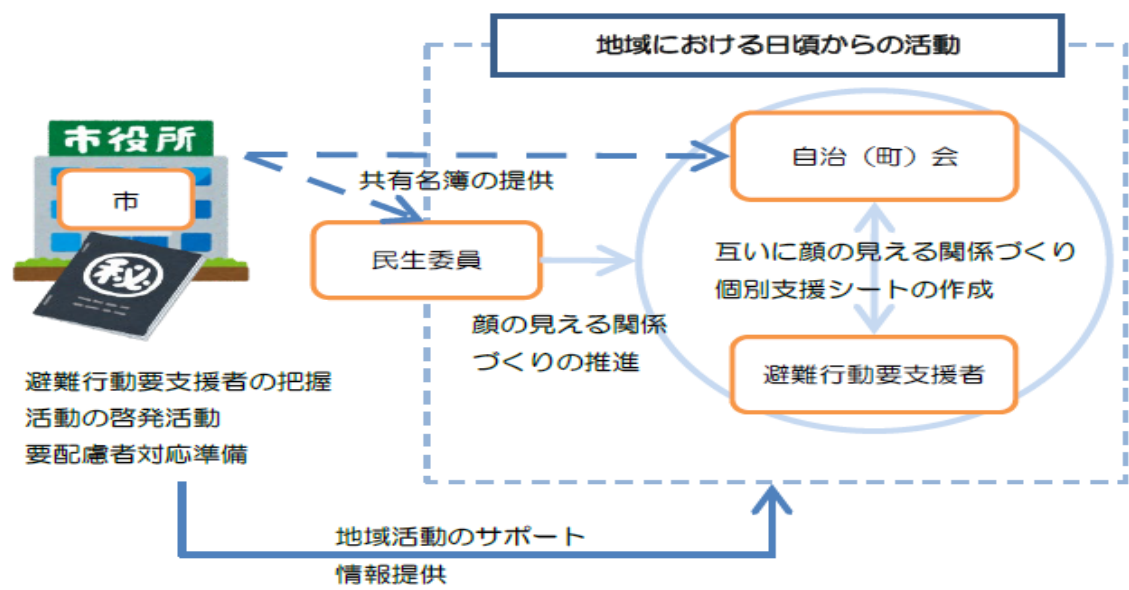 地域における日頃からの活動
市役所
市
㊙
共有名簿の提供
自治（町）会
民生委員
互いに顔の見える関係づくり
個別支援シートの作成
顔の見える関係
づくりの推進
避難行動要支援者
避難行動要支援者の把握
活動の啓発活動
要配慮者対応準備
地域活動のサポート
情報提供